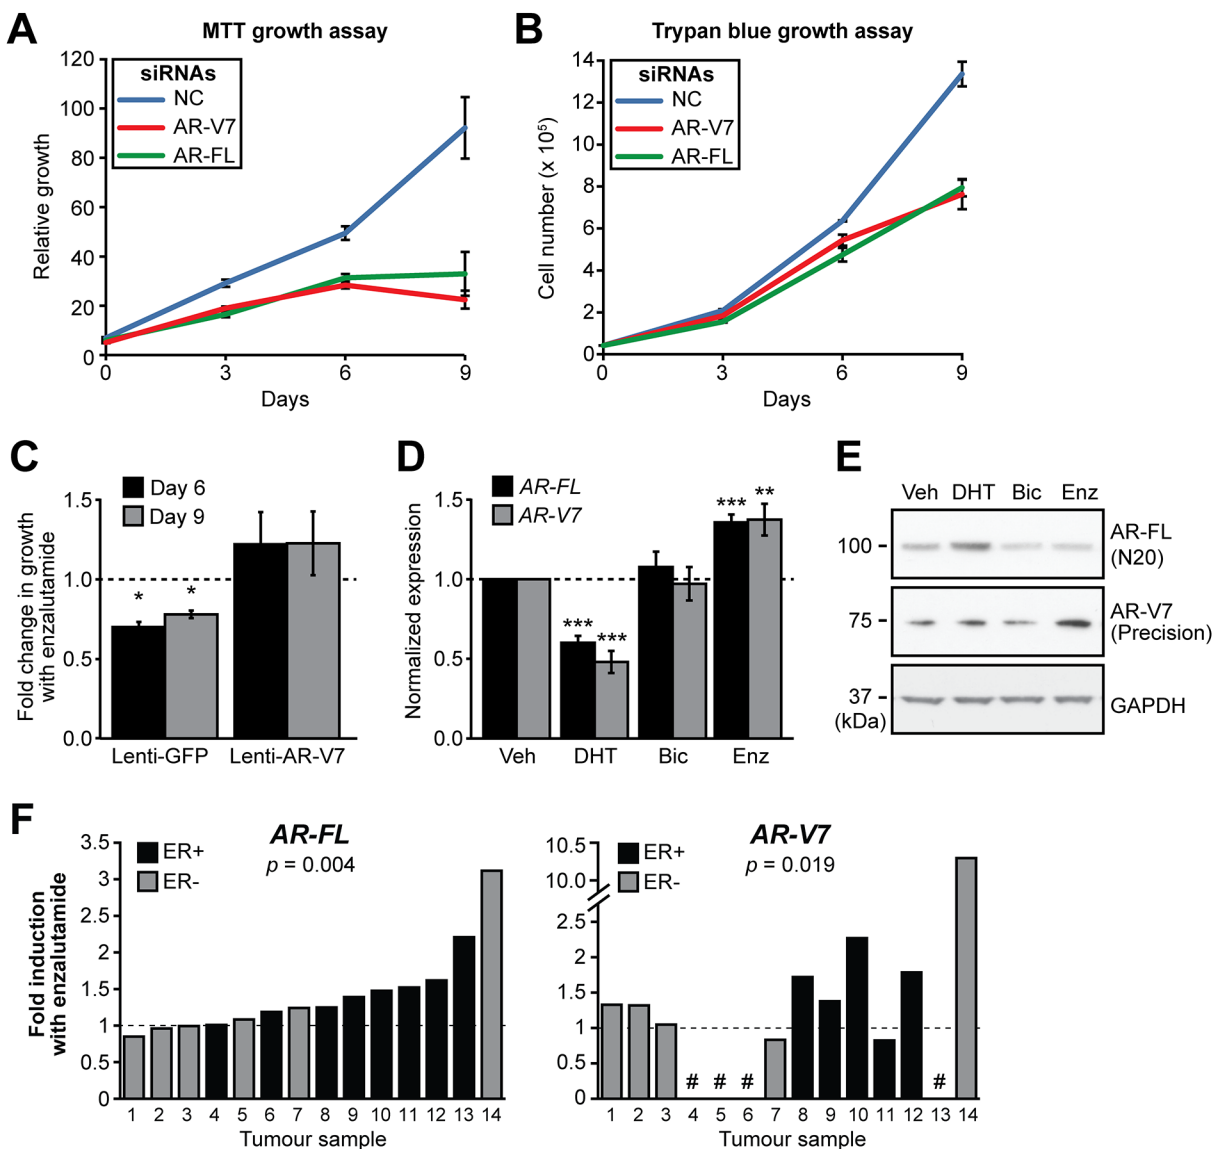 A
MTT growth assay
120
100
80
60
40
20
0
Relative growth
siRNAs
NC
AR-V7
AR-FL
0 3 6 9
Days
B
Trypan blue growth assay
14
12
10
8
6
4
2
0
Cell number (x 10⁵)
siRNAs
NC
AR-V7
AR-FL
0 3 6 9
Days
C
Fold change in growth
with enzalutamide
1.5
1.0
0.5
0.0
Day 6
Day 9
* *
Lenti-GFP Lenti-AR-V7
D
Normalized expression
1.5
1.0
0.5
0.0
AR-FL
AR-V7
*** ***
*** **
Veh DHT Bic Enz
E
Veh DHT Bic Enz
100
AR-FL
(N20)
75
AR-V7
(Precision)
37
(kDa)
GAPDH
F
Fold induction
with enzalutamide
AR-FL
p = 0.004
ER+
ER-
3.5
3
2.5
2
1.5
1
0.5
0
1 2 3 4 5 6 7 8 9 10 11 12 13 14
Tumour sample
AR-V7
p = 0.019
ER+
ER-
10.5
10.0
2.5
2
1.5
1
0.5
0
# # # #
1 2 3 4 5 6 7 8 9 10 11 12 13 14
Tumour sample